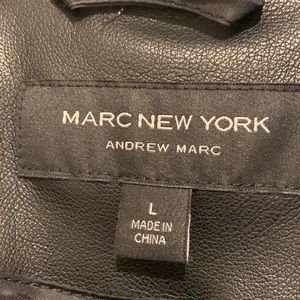 MARC NEW YORK
ANDREW MARC
L
MADE IN
CHINA